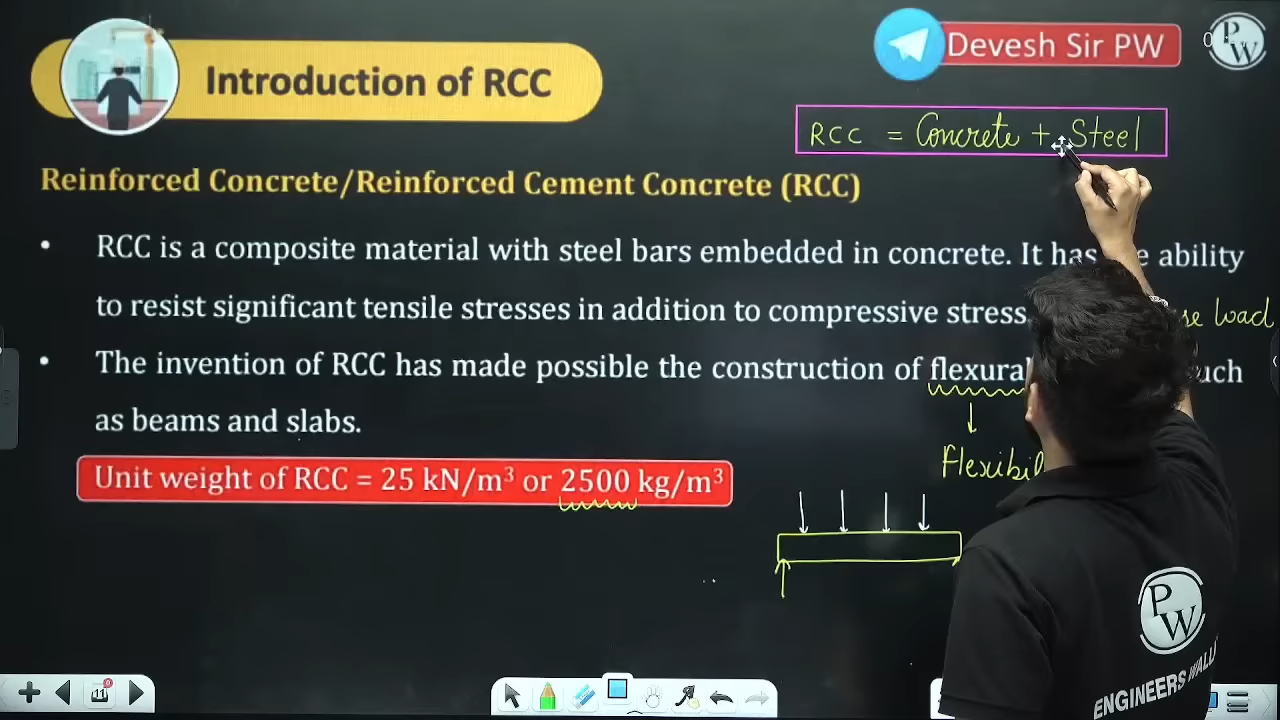 Devesh Sir PW
P
W
Introduction of RCC
RCC = Concrete + Steel
Reinforced Concrete/Reinforced Cement Concrete (RCC)
• RCC is a composite material with steel bars embedded in concrete. It has ability
to resist significant tensile stresses in addition to compressive stress
load
• The invention of RCC has made possible the construction of flexural
as beams and slabs.
Flexibil
Unit weight of RCC = 25 kN/m³ or 2500 kg/m³
P
W
ENGINEERS WALL
11